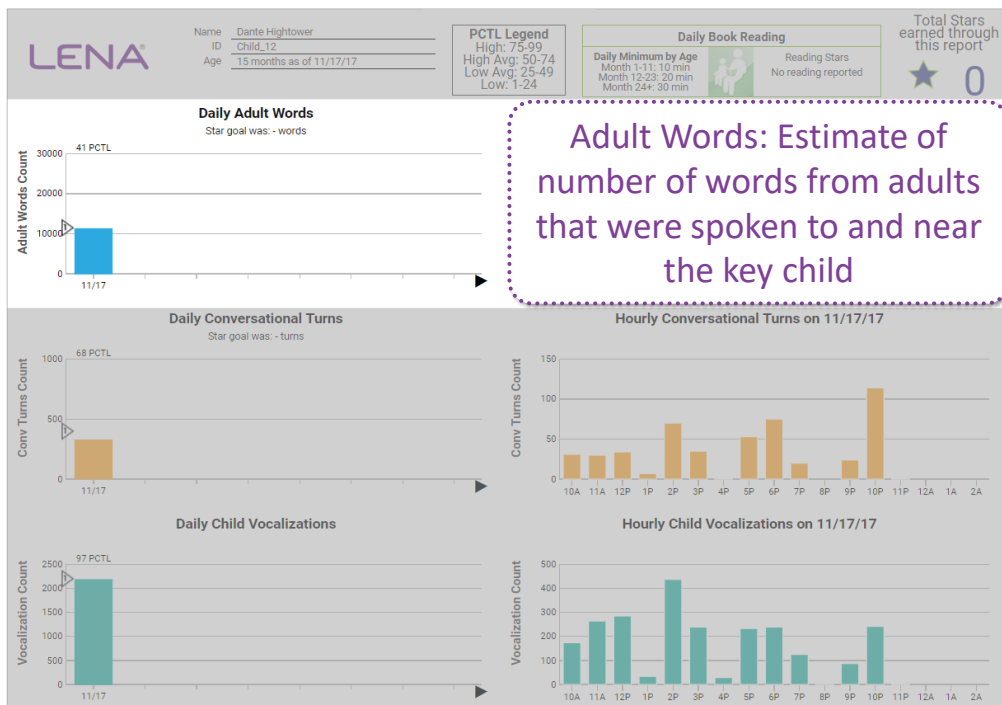 LENA®
Name Dante Hightower
ID Child_12
Age 15 months as of 11/17/17
PCTL Legend
High: 75-99
High Avg: 50-74
Low Avg: 25-49
Low: 1-24
Daily Book Reading
Daily Minimum by Age
Month 1-11: 10 min
Month 12-23: 20 min
Month 24+: 30 min
Reading Stars
No reading reported
Total Stars
earned through
this report
0
Daily Adult Words
Star goal was: - words
Adult Words Count
30000
20000
10000
0
41 PCTL
1
11/17
Adult Words: Estimate of
number of words from adults
that were spoken to and near
the key child
Daily Conversational Turns
Star goal was: - turns
Conv Turns Count
1000
500
0
68 PCTL
1
11/17
Hourly Conversational Turns on 11/17/17
Conv Turns Count
150
100
50
0
10A 11A 12P 1P 2P 3P 4P 5P 6P 7P 8P 9P 10P 11P 12A 1A 2A
Daily Child Vocalizations
Vocalization Count
2500
2000
1500
1000
500
0
97 PCTL
1
11/17
Hourly Child Vocalizations on 11/17/17
Vocalization Count
500
400
300
200
100
0
10A 11A 12P 1P 2P 3P 4P 5P 6P 7P 8P 9P 10P 11P 12A 1A 2A